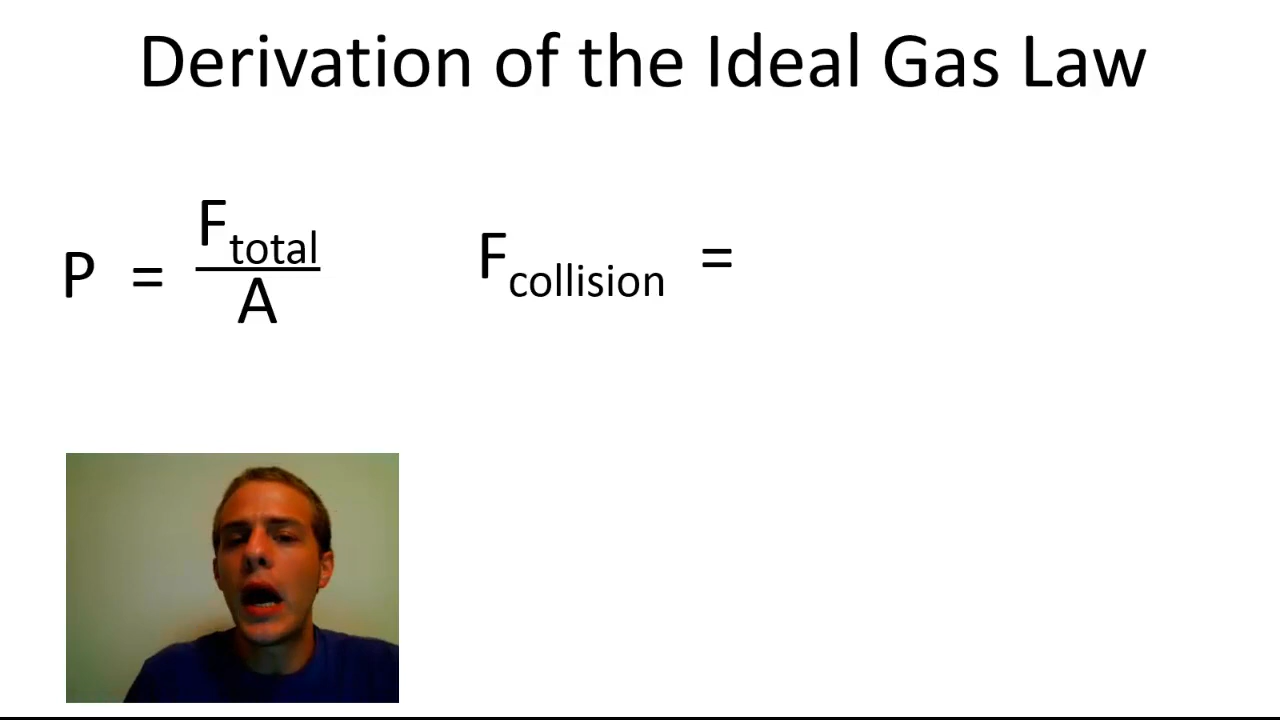 Derivation of the Ideal Gas Law
P = F_total / A
F_collision =